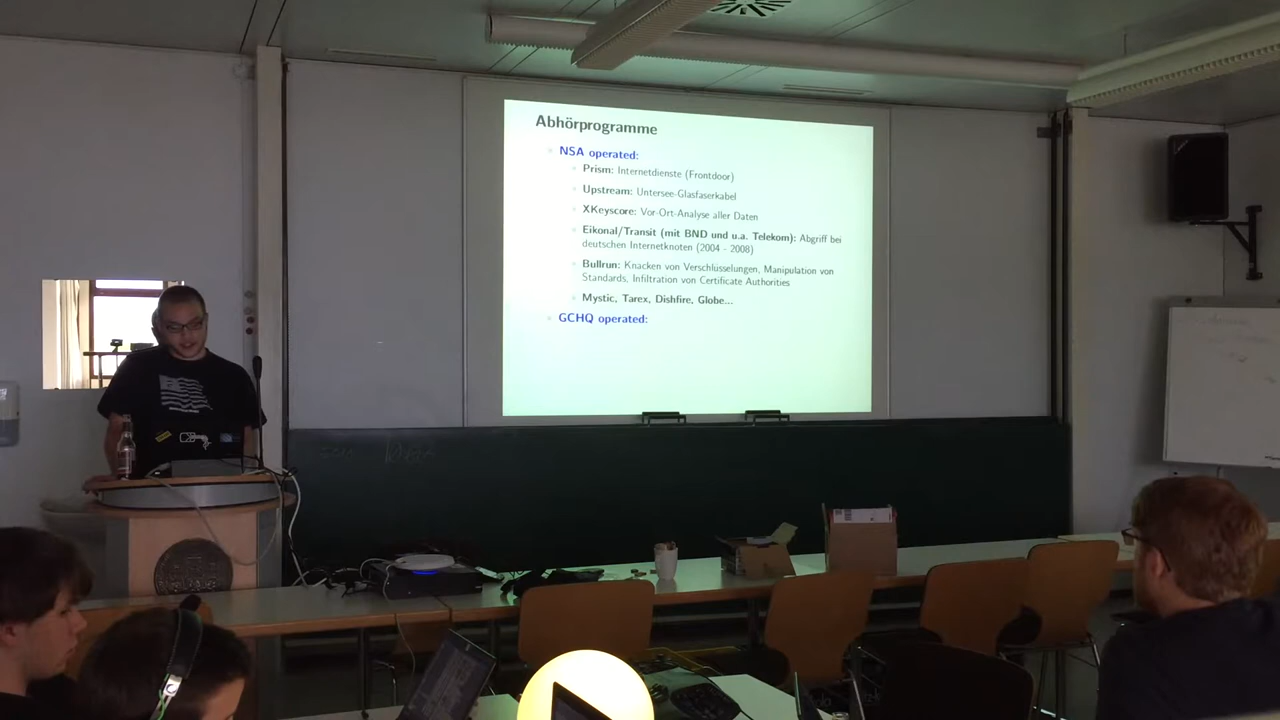 Abhörprogramme
NSA operated:
Prism: Internetdienste (Frontdoor)
Upstream: Untersee-Glasfaserkabel
XKeyscore: Vor-Ort-Analyse aller Daten
Eikonal/Transit (mit BND und u.a. Telekom): Abgriff bei
deutschen Internetknoten (2004 - 2008)
Bullrun: Knacken von Verschlüsselungen, Manipulation von
Standards, Infiltration von Certificate Authorities
Mystic, Tarex, Dishfire, Globe...
GCHQ operated: